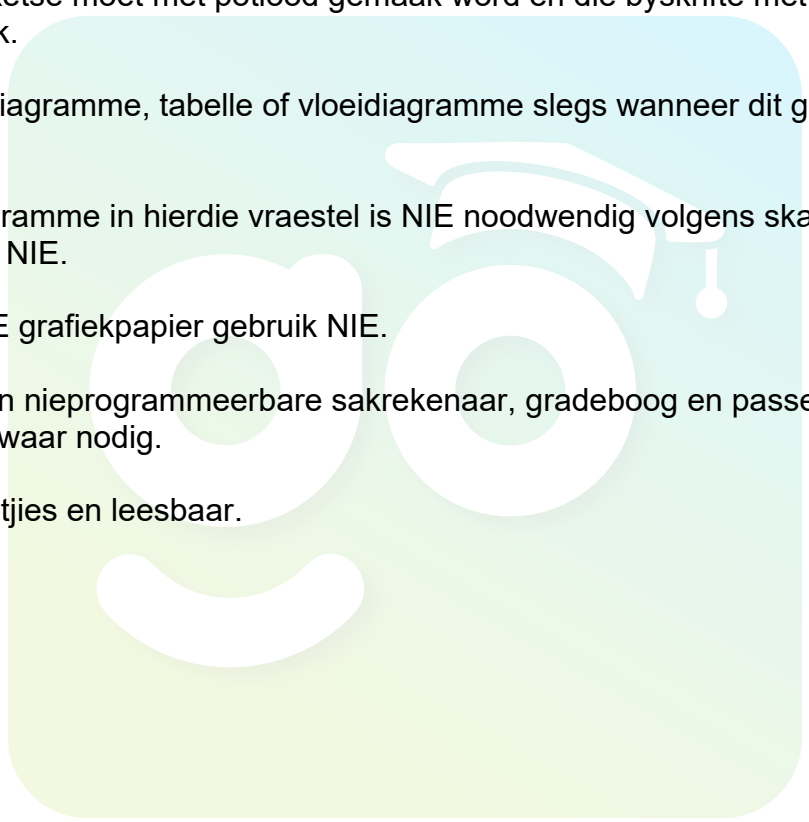 moet met potlood gemaak word en die byskrifte met
k.
iagramme, tabelle of vloeidiagramme slegs wanneer dit g
ramme in hierdie vraestel is NIE noodwendig volgens ska
NIE.
E grafiekpapier gebruik NIE.
n nieprogrammeerbare sakrekenaar, gradeboog en passe
waar nodig.
tjies en leesbaar.
go